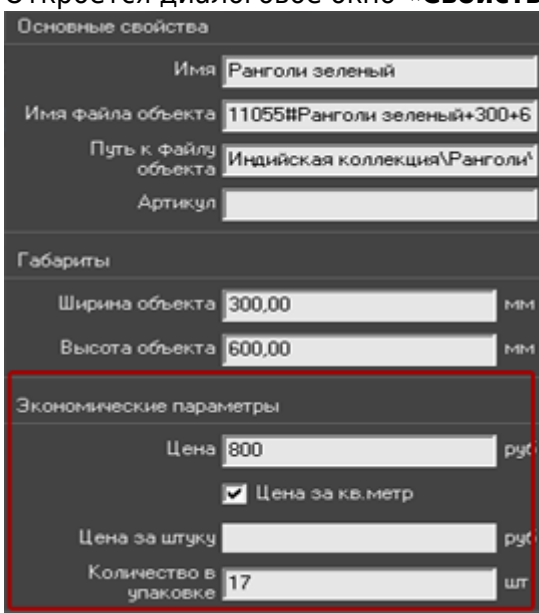 Откроется диалоговое окно «Свойств
Основные свойства
Имя Ранголи зеленый
Имя файла объекта 11055#Ранголи зеленый+300+6
Путь к файлу
объекта Индийская коллекция\Ранголи\
Артикул
Габариты
Ширина объекта 300,00 мм
Высота объекта 600,00 мм
Экономические параметры
Цена 800 руб
Цена за кв.метр
Цена за штуку руб
Количество в
упаковке 17 шт